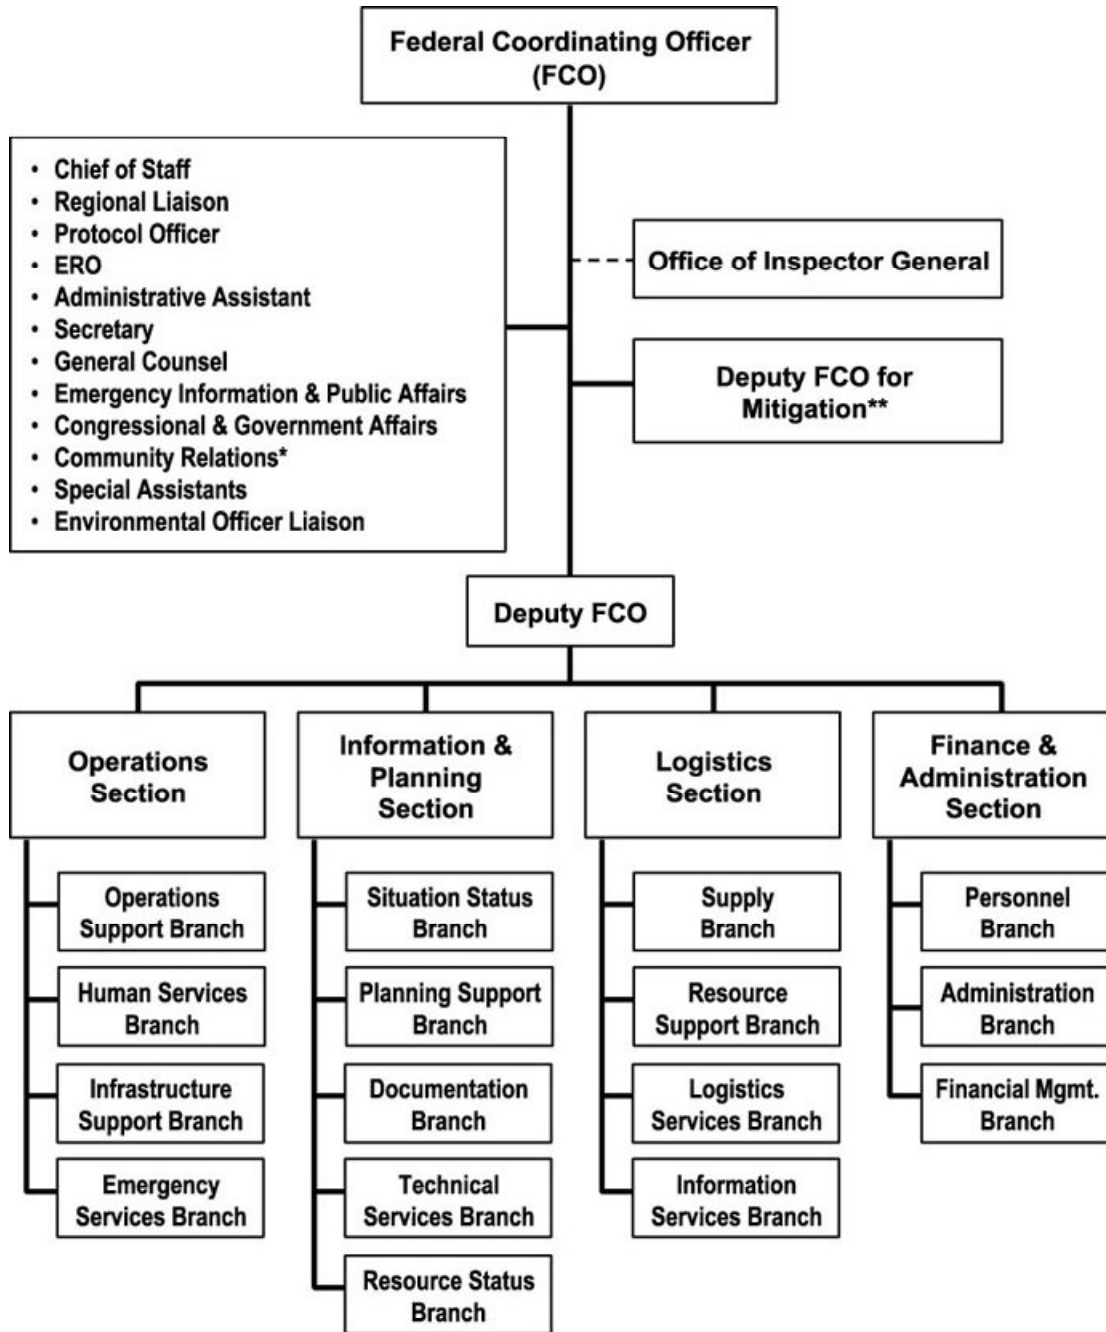 Federal Coordinating Officer
(FCO)
• Chief of Staff
• Regional Liaison
• Protocol Officer
• ERO
• Administrative Assistant
• Secretary
• General Counsel
• Emergency Information & Public Affairs
• Congressional & Government Affairs
• Community Relations*
• Special Assistants
• Environmental Officer Liaison
Office of Inspector General
Deputy FCO for
Mitigation**
Deputy FCO
Operations
Section
Operations
Support Branch
Human Services
Branch
Infrastructure
Support Branch
Emergency
Services Branch
Information &
Planning
Section
Situation Status
Branch
Planning Support
Branch
Documentation
Branch
Technical
Services Branch
Resource Status
Branch
Logistics
Section
Supply
Branch
Resource
Support Branch
Logistics
Services Branch
Information
Services Branch
Finance &
Administration
Section
Personnel
Branch
Administration
Branch
Financial Mgmt.
Branch